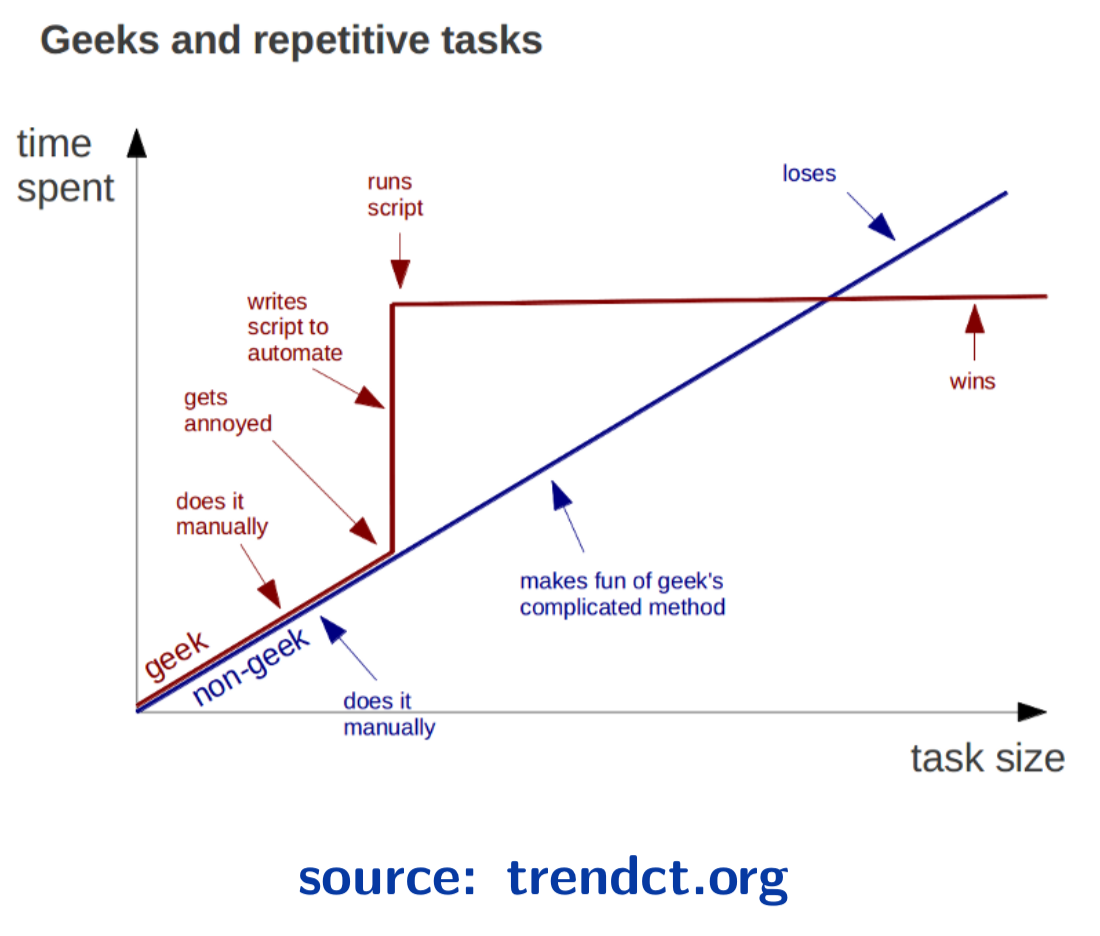 Geeks and repetitive tasks
time
spent
runs
script
loses
writes
script to
automate
wins
gets
annoyed
does it
manually
makes fun of geek's
complicated method
geek
non-geek
does it
manually
task size
source: trendct.org